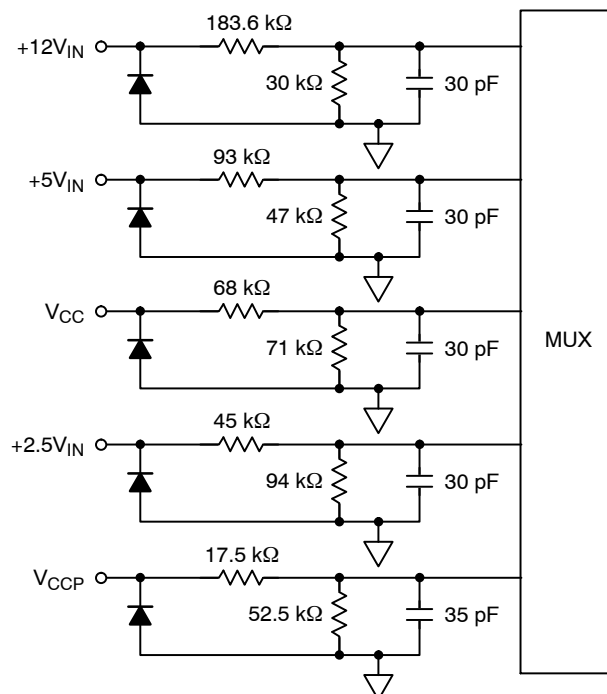 183.6 kΩ
+12V_IN
30 kΩ
30 pF
93 kΩ
+5V_IN
47 kΩ
30 pF
68 kΩ
V_CC
71 kΩ
30 pF
MUX
45 kΩ
+2.5V_IN
94 kΩ
30 pF
17.5 kΩ
V_CCP
52.5 kΩ
35 pF